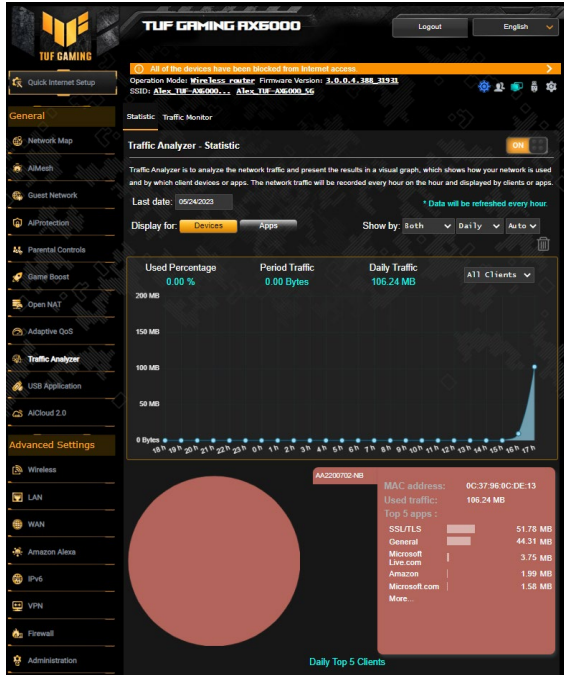 TUF GAMING AX6000
Logout
English
TUF GAMING
All of the devices have been blocked from Internet access.
Quick Internet Setup
Operation Mode: Wireless router Firmware Version: 3.0.0.4.388_31931
SSID: Alex_TUF-AX6000... Alex_TUF-AX6000_5G
General
Network Map
AiMesh
Guest Network
AiProtection
Parental Controls
Game Boost
Open NAT
Adaptive QoS
Traffic Analyzer
USB Application
AiCloud 2.0
Advanced Settings
Wireless
LAN
WAN
Amazon Alexa
IPv6
VPN
Firewall
Administration
Statistic Traffic Monitor
Traffic Analyzer - Statistic
ON
Traffic Analyzer is to analyze the network traffic and present the results in a visual graph, which shows how your network is used
and by which client devices or apps. The network traffic will be recorded every hour on the hour and displayed by clients or apps.
Last date: 05/24/2023
* Data will be refreshed every hour.
Display for: Devices Apps
Show by: Both Daily Auto
Used Percentage Period Traffic Daily Traffic
0.00 % 0.00 Bytes 106.24 MB
All Clients
200 MB
150 MB
100 MB
50 MB
0 Bytes
18 h 19 h 20 h 21 h 22 h 23 h 0 h 1 h 2 h 3 h 4 h 5 h 6 h 7 h 8 h 9 h 10 h 11 h 12 h 13 h 14 h 15 h 16 h 17 h
AA2200702-NB
MAC address: 0C:37:96:0C:DE:13
Used traffic: 106.24 MB
Top 5 apps :
SSL/TLS 51.78 MB
General 44.31 MB
Microsoft
Live.com 3.75 MB
Amazon 1.99 MB
Microsoft.com 1.58 MB
More...
Daily Top 5 Clients